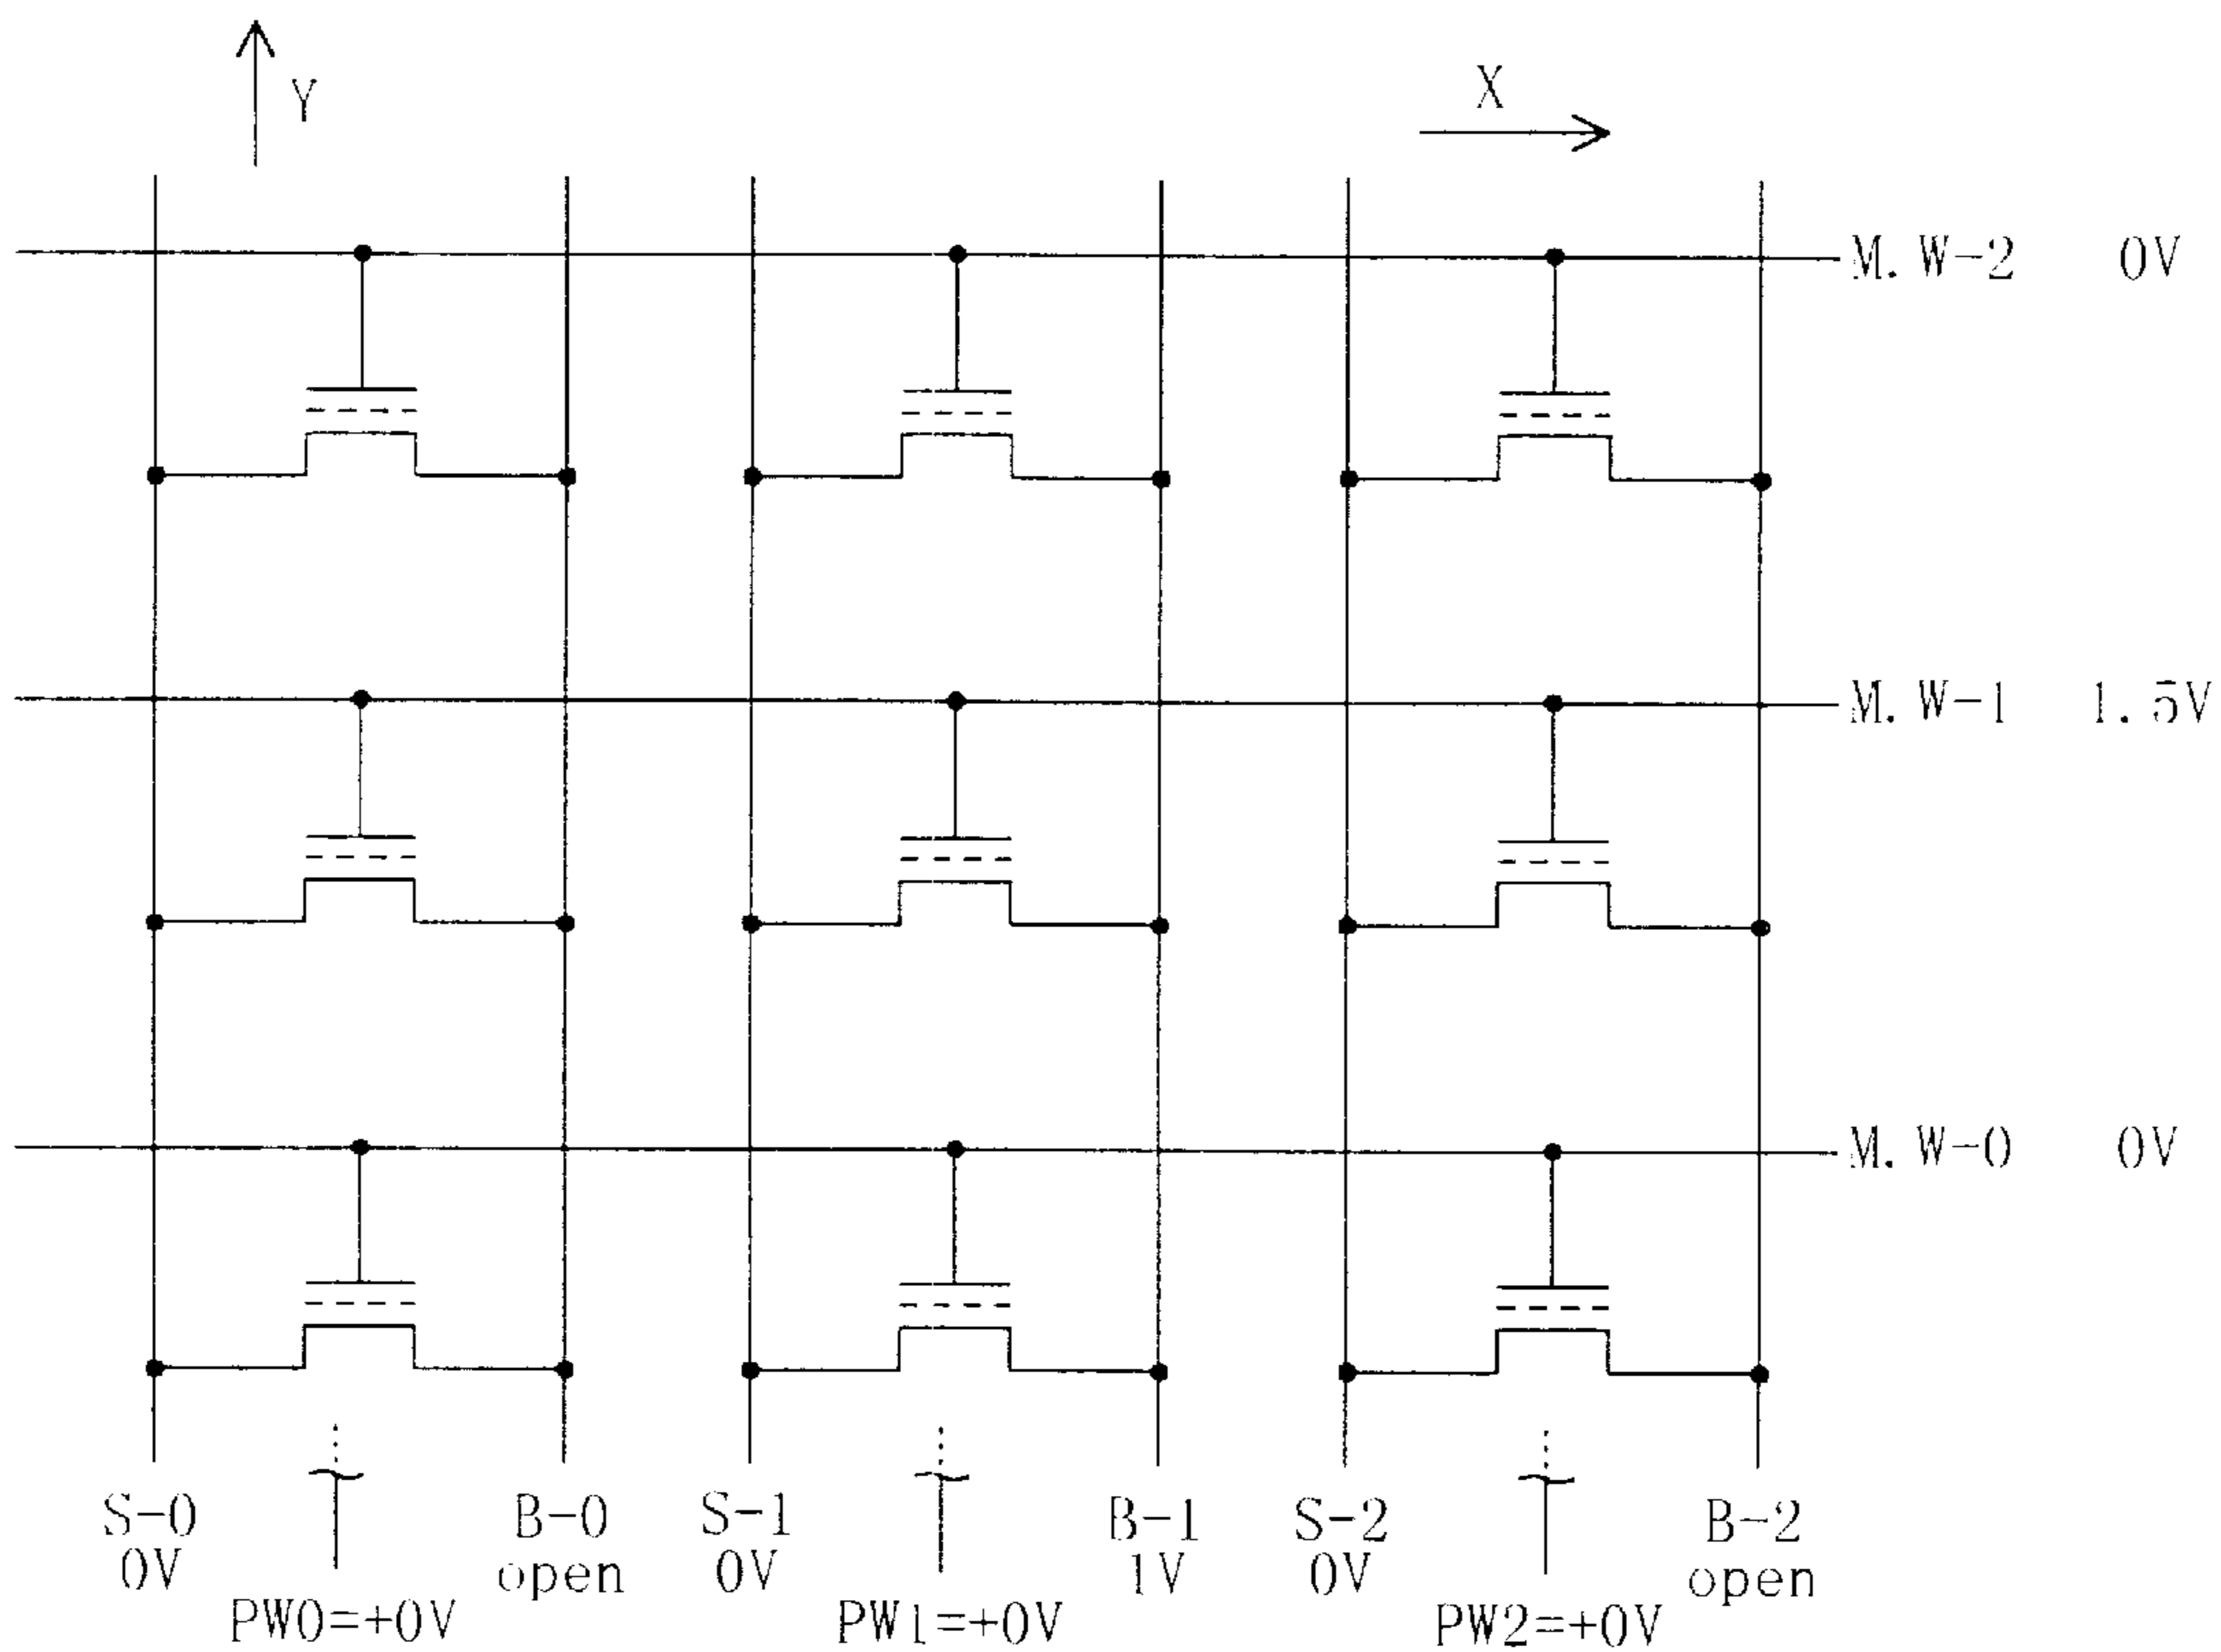 Y
X
M. W-2 0V
M. W-1 1.5V
M. W-0 0V
S-0 B-0 S-1 B-1 S-2 B-2
0V open 0V 1V 0V open
PW0=+0V PW1=+0V PW2=+0V